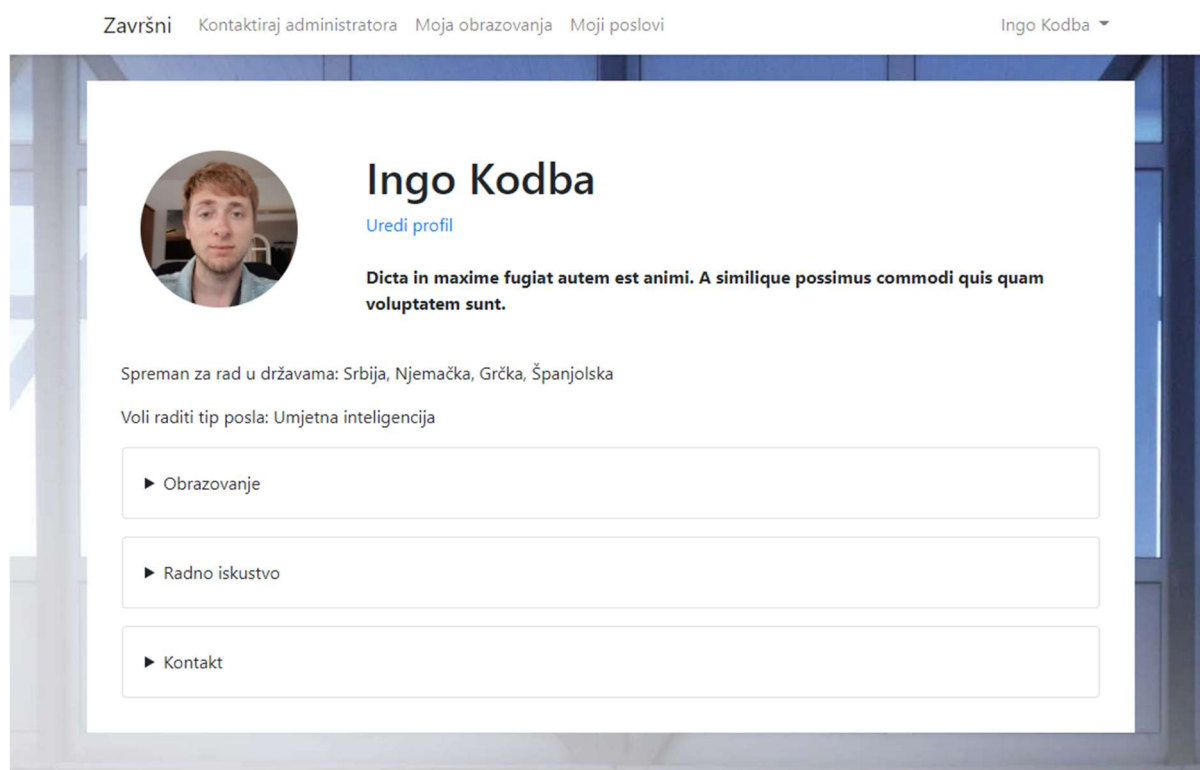 Završni Kontaktiraj administratora Moja obrazovanja Moji poslovi Ingo Kodba
Ingo Kodba
Uredi profil
Dicta in maxime fugiat autem est animi. A similique possimus commodi quis quam
voluptatem sunt.
Spreman za rad u državama: Srbija, Njemačka, Grčka, Španjolska
Voli raditi tip posla: Umjetna inteligencija
Obrazovanje
Radno iskustvo
Kontakt